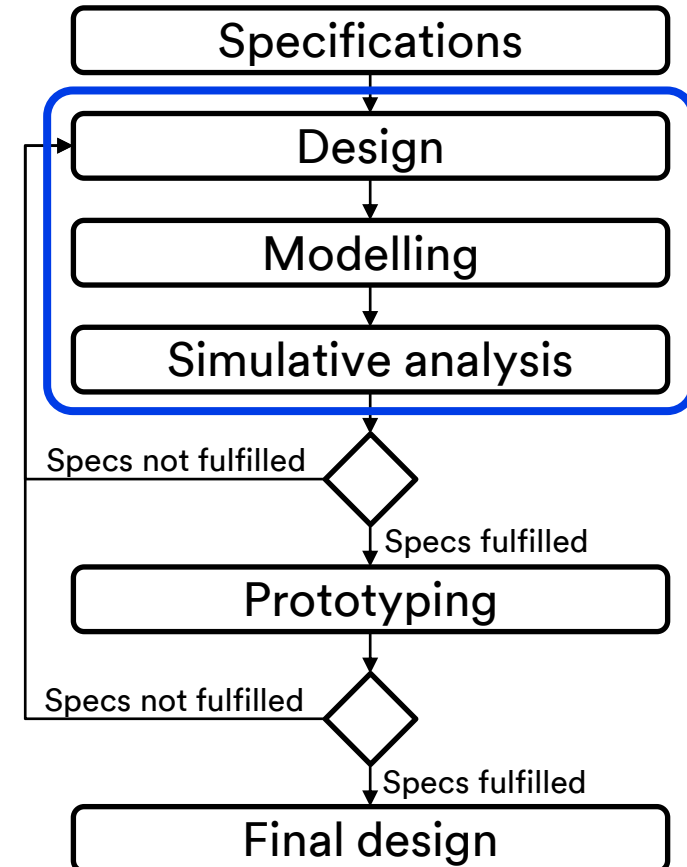 Specifications
Design
Modelling
Simulative analysis
Specs not fulfilled
Specs fulfilled
Prototyping
Specs not fulfilled
Specs fulfilled
Final design